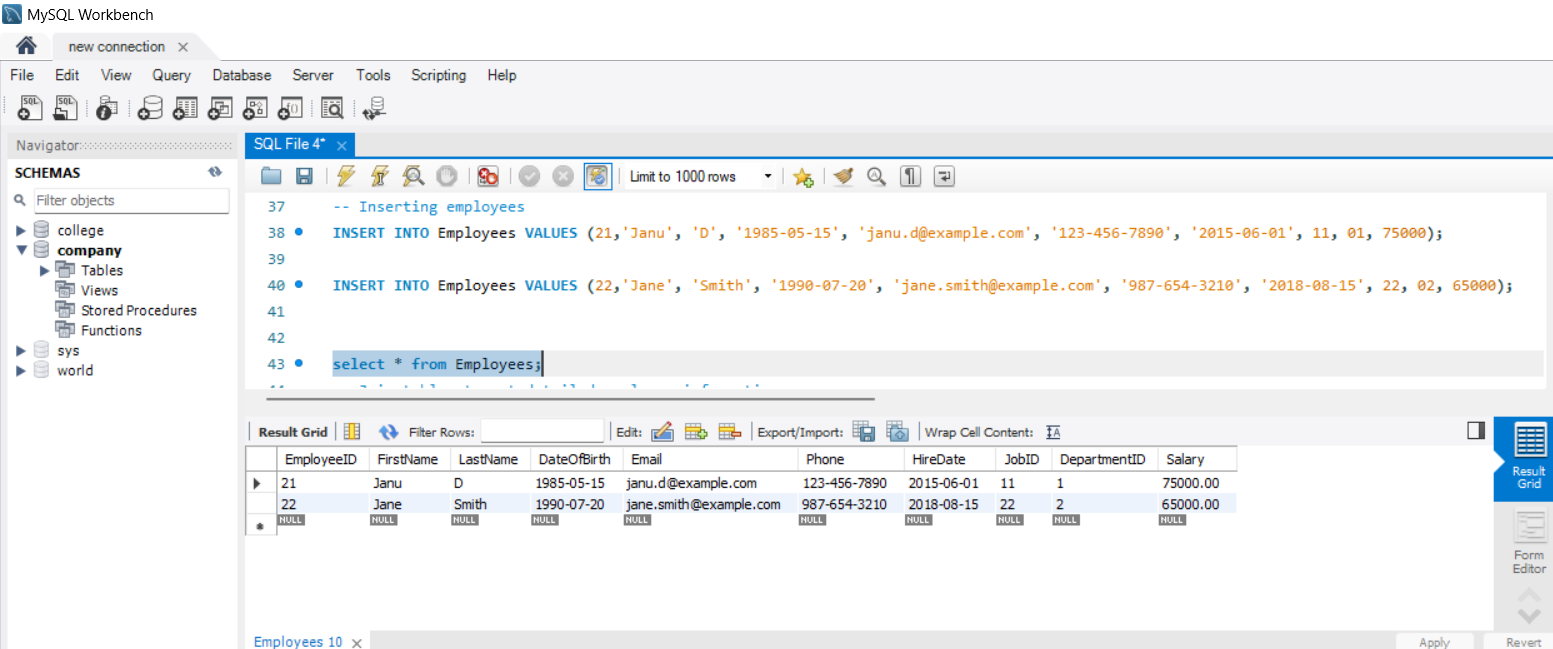 MySQL Workbench
new connection
File Edit View Query Database Server Tools Scripting Help
Navigator
SCHEMAS
Filter objects
college
company
Tables
Views
Stored Procedures
Functions
sys
world
SQL File 4*
Limit to 1000 rows
37 -- Inserting employees
38 INSERT INTO Employees VALUES (21,'Janu', 'D', '1985-05-15', 'janu.d@example.com', '123-456-7890', '2015-06-01', 11, 01, 75000);
39
40 INSERT INTO Employees VALUES (22,'Jane', 'Smith', '1990-07-20', 'jane.smith@example.com', '987-654-3210', '2018-08-15', 22, 02, 65000);
41
42
43 select * from Employees;
Result Grid Filter Rows: Edit: Export/Import: Wrap Cell Content:
EmployeeID FirstName LastName DateOfBirth Email Phone HireDate JobID DepartmentID Salary
21 Janu D 1985-05-15 janu.d@example.com 123-456-7890 2015-06-01 11 1 75000.00
22 Jane Smith 1990-07-20 jane.smith@example.com 987-654-3210 2018-08-15 22 2 65000.00
NULL NULL NULL NULL NULL NULL NULL NULL NULL NULL
Result
Grid
Form
Editor
Employees 10
Apply Revert